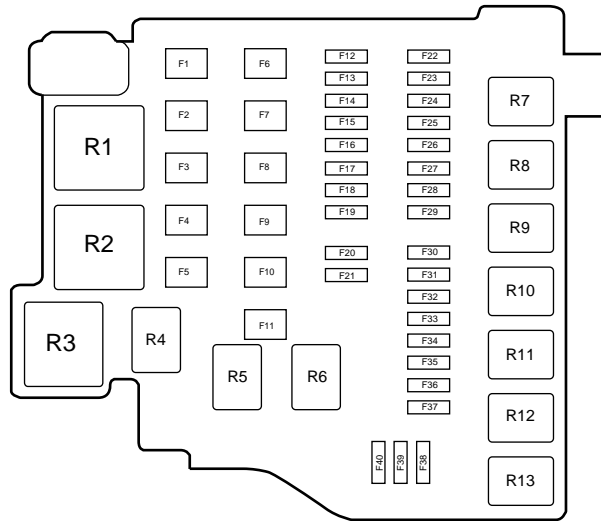 F1 F6 F12 F22
F13 F23
R7
F2 F7 F14 F24
F15 F25
R1 F16 F26 R8
F3 F8 F17 F27
F18 F28
F4 F9 F19 F29 R9
R2
F20 F30
F5 F10 F21 F31 R10
F32
F11 F33
R3 R4 F34 R11
F35
R5 R6 F36
F37 R12
F40 F39 F38
R13